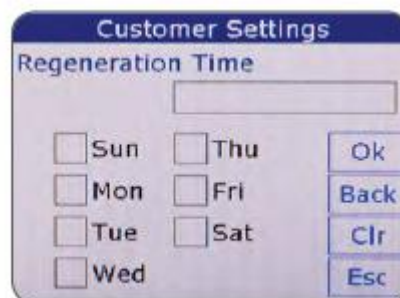 Customer Settings
Regeneration Time
Sun Thu Ok
Mon Fri Back
Tue Sat Clr
Wed Esc